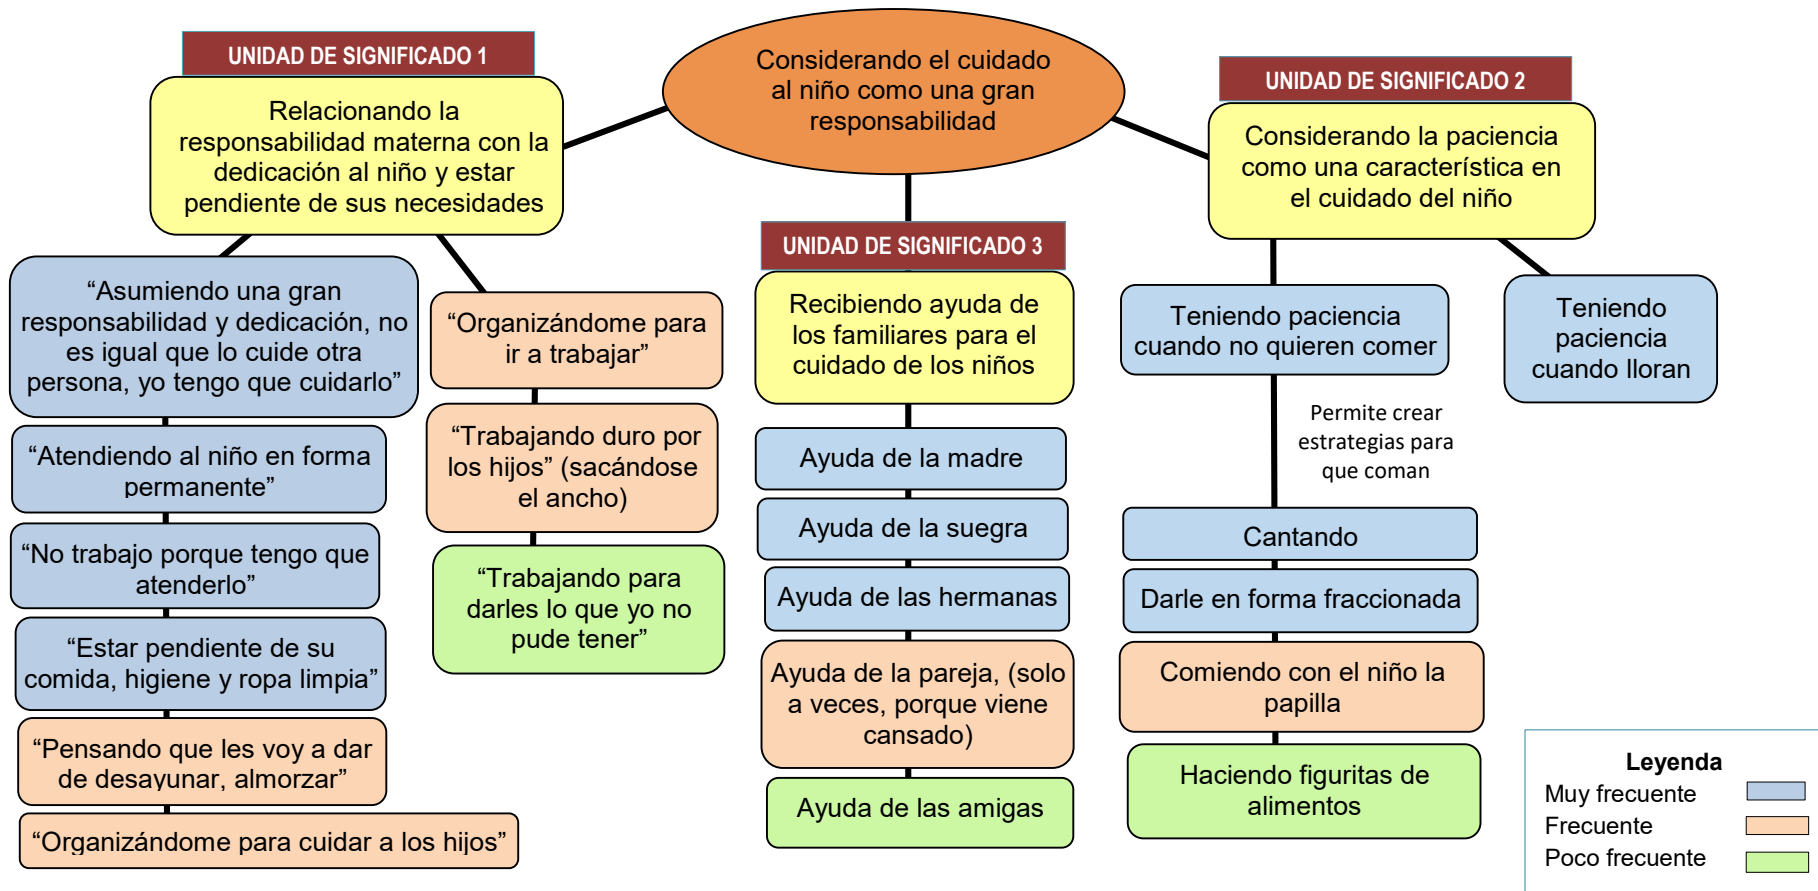 Considerando el cuidado
al niño como una gran
responsabilidad
UNIDAD DE SIGNIFICADO 1
Relacionando la
responsabilidad materna con la
dedicación al niño y estar
pendiente de sus necesidades
“Asumiendo una gran
responsabilidad y dedicación, no
es igual que lo cuide otra
persona, yo tengo que cuidarlo”
“Atendiendo al niño en forma
permanente”
“No trabajo porque tengo que
atenderlo”
“Estar pendiente de su
comida, higiene y ropa limpia”
“Pensando que les voy a dar
de desayunar, almorzar”
“Organizándome para cuidar a los hijos”
“Organizándome para
ir a trabajar”
“Trabajando duro por
los hijos” (sacándose
el ancho)
“Trabajando para
darles lo que yo no
pude tener”
UNIDAD DE SIGNIFICADO 3
Recibiendo ayuda de
los familiares para el
cuidado de los niños
Ayuda de la madre
Ayuda de la suegra
Ayuda de las hermanas
Ayuda de la pareja, (solo
a veces, porque viene
cansado)
Ayuda de las amigas
UNIDAD DE SIGNIFICADO 2
Considerando la paciencia
como una característica en
el cuidado del niño
Teniendo paciencia
cuando no quieren comer
Permite crear
estrategias para
que coman
Cantando
Darle en forma fraccionada
Comiendo con el niño la
papilla
Haciendo figuritas de
alimentos
Teniendo
paciencia
cuando lloran
Leyenda
Muy frecuente
Frecuente
Poco frecuente